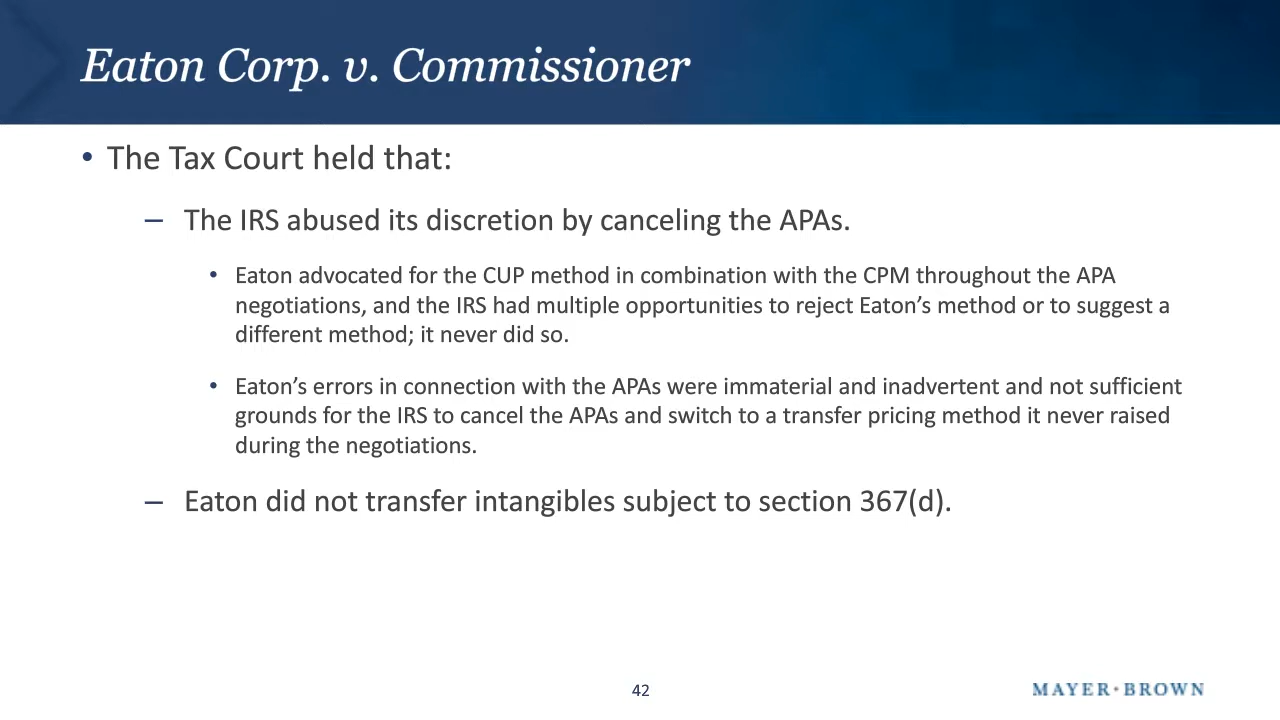 Eaton Corp. v. Commissioner
• The Tax Court held that:
– The IRS abused its discretion by canceling the APAs.
• Eaton advocated for the CUP method in combination with the CPM throughout the APA
negotiations, and the IRS had multiple opportunities to reject Eaton’s method or to suggest a
different method; it never did so.
• Eaton’s errors in connection with the APAs were immaterial and inadvertent and not sufficient
grounds for the IRS to cancel the APAs and switch to a transfer pricing method it never raised
during the negotiations.
– Eaton did not transfer intangibles subject to section 367(d).
42
MAYER•BROWN